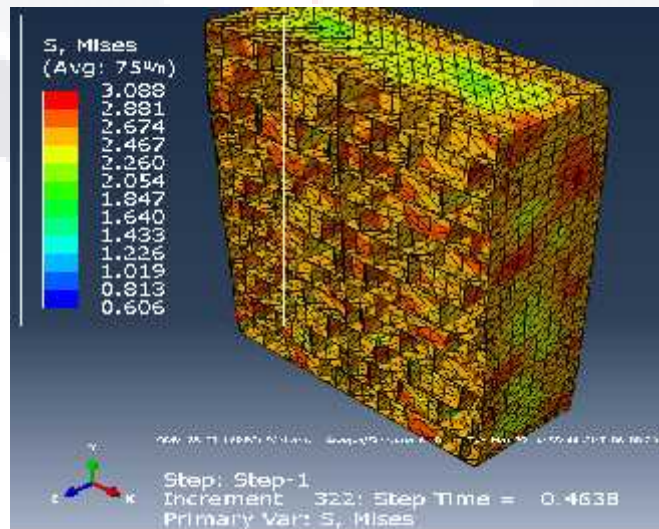 S, Mises
(Avg: 75%)
3.088
2.881
2.674
2.467
2.260
2.054
1.847
1.640
1.433
1.226
1.019
0.813
0.606
Step: Step-1
Increment 322: Step Time = 0.4638
Primary Var: S, Mises